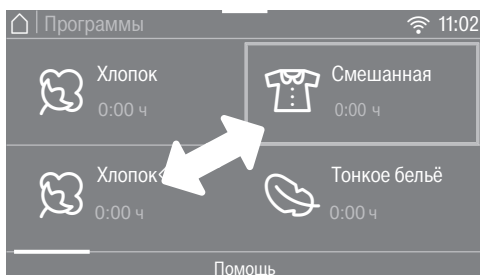 Программы 11:02
Хлопок Смешанная
0:00 ч 0:00 ч
Хлопок Тонкое бельё
0:00 ч 0:00 ч
Помощь